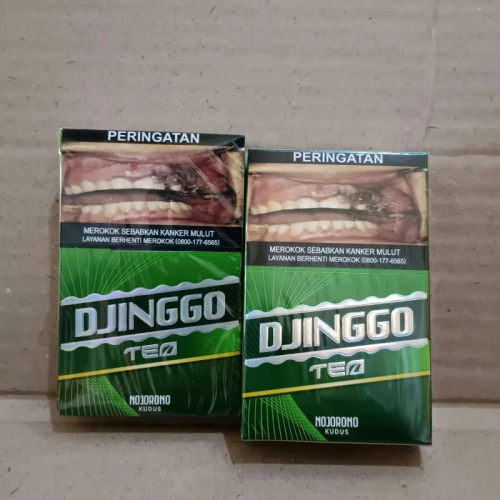 PERINGATAN
MEROKOK SEBABKAN KANKER MULUT
LAYANAN BERHENTI MEROKOK (0800-177-6565)
DJINGGO
TEA
NOJORONO
KUDUS
PERINGATAN
MEROKOK SEBABKAN KANKER MULUT
LAYANAN BERHENTI MEROKOK (0800-177-6565)
DJINGGO
TEA
NOJORONO
KUDUS